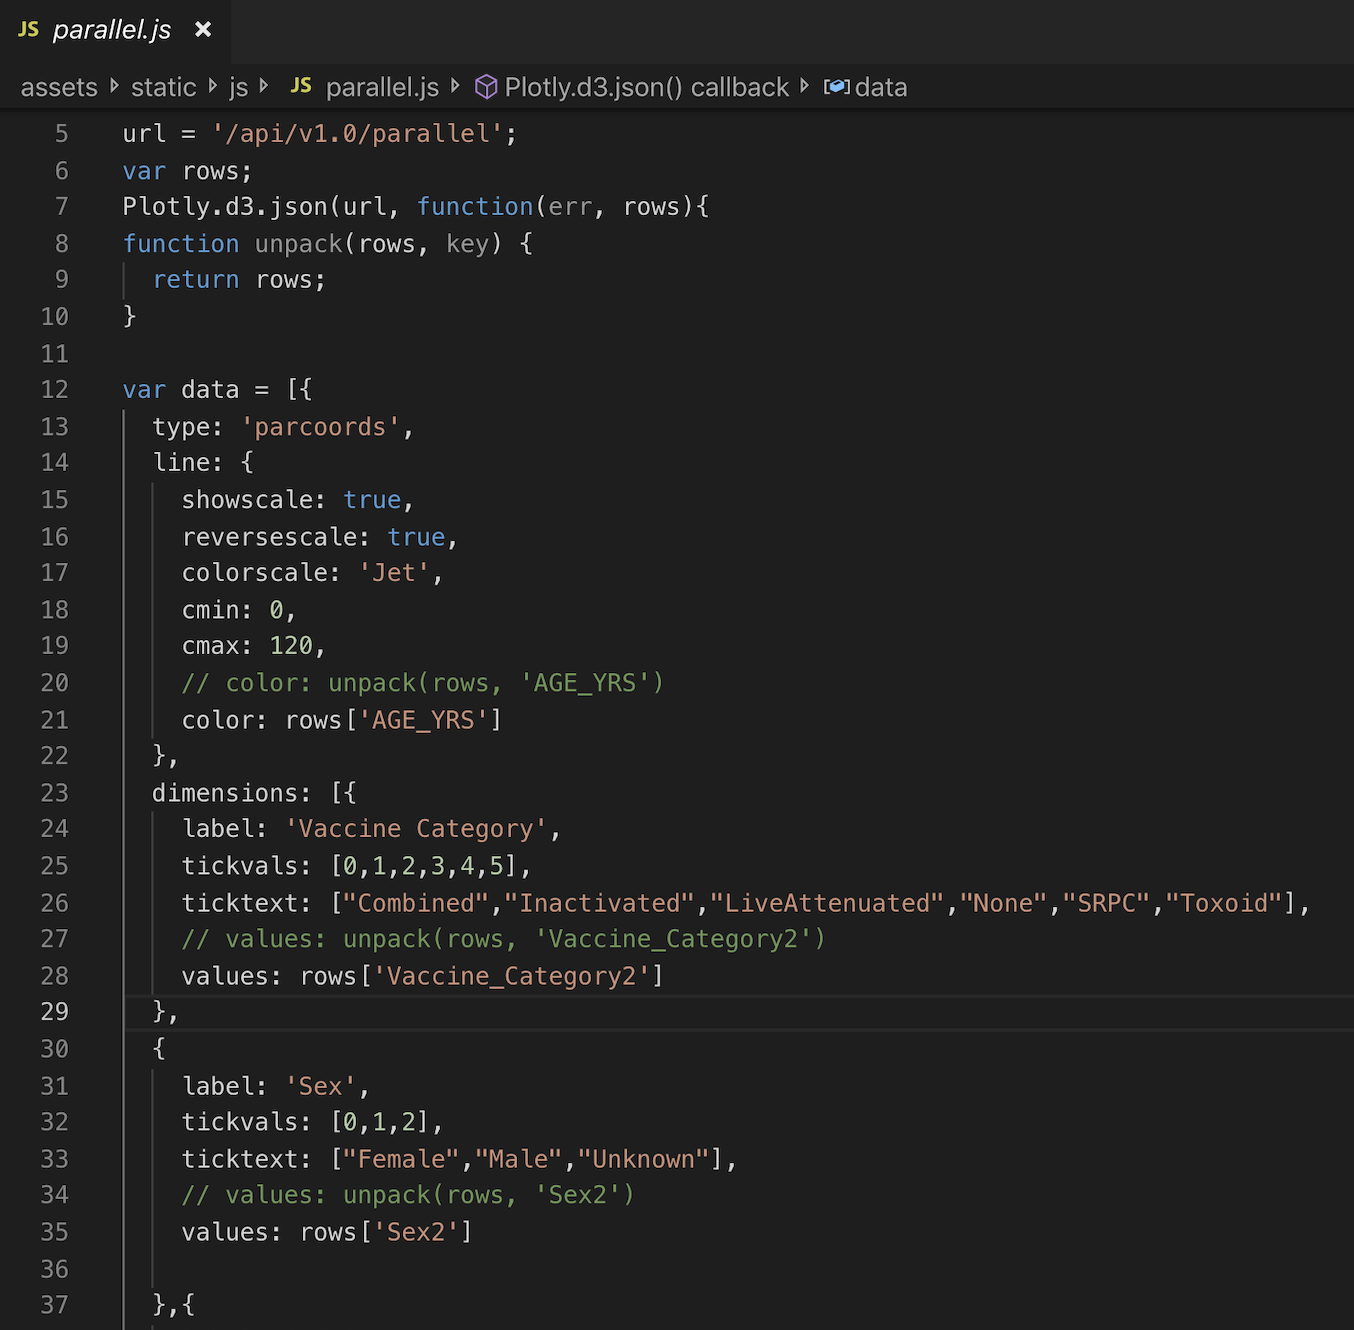 JS parallel.js ×
assets static js JS parallel.js Plotly.d3.json() callback data
5 url = '/api/v1.0/parallel';
6 var rows;
7 Plotly.d3.json(url, function(err, rows){
8 function unpack(rows, key) {
9 return rows;
10 }
11
12 var data = [{
13 type: 'parcoords',
14 line: {
15 showscale: true,
16 reversescale: true,
17 colorscale: 'Jet',
18 cmin: 0,
19 cmax: 120,
20 // color: unpack(rows, 'AGE_YRS')
21 color: rows['AGE_YRS']
22 },
23 dimensions: [{
24 label: 'Vaccine Category',
25 tickvals: [0,1,2,3,4,5],
26 ticktext: ["Combined","Inactivated","LiveAttenuated","None","SRPC","Toxoid"],
27 // values: unpack(rows, 'Vaccine_Category2')
28 values: rows['Vaccine_Category2']
29 },
30 {
31 label: 'Sex',
32 tickvals: [0,1,2],
33 ticktext: ["Female","Male","Unknown"],
34 // values: unpack(rows, 'Sex2')
35 values: rows['Sex2']
36
37 },{